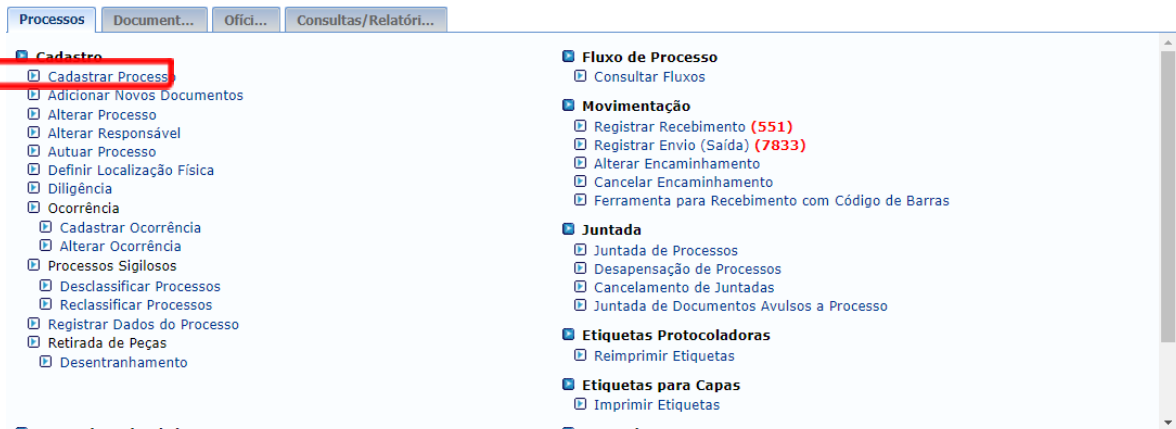 Processos
Document...
Ofíci...
Consultas/Relatóri...
Cadastro
Cadastrar Processo
Adicionar Novos Documentos
Alterar Processo
Alterar Responsável
Autuar Processo
Definir Localização Física
Diligência
Ocorrência
Cadastrar Ocorrência
Alterar Ocorrência
Processos Sigilosos
Desclassificar Processos
Reclassificar Processos
Registrar Dados do Processo
Retirada de Peças
Desentranhamento
Fluxo de Processo
Consultar Fluxos
Movimentação
Registrar Recebimento (551)
Registrar Envio (Saída) (7833)
Alterar Encaminhamento
Cancelar Encaminhamento
Ferramenta para Recebimento com Código de Barras
Juntada
Juntada de Processos
Desapensação de Processos
Cancelamento de Juntadas
Juntada de Documentos Avulsos a Processo
Etiquetas Protocoladoras
Reimprimir Etiquetas
Etiquetas para Capas
Imprimir Etiquetas